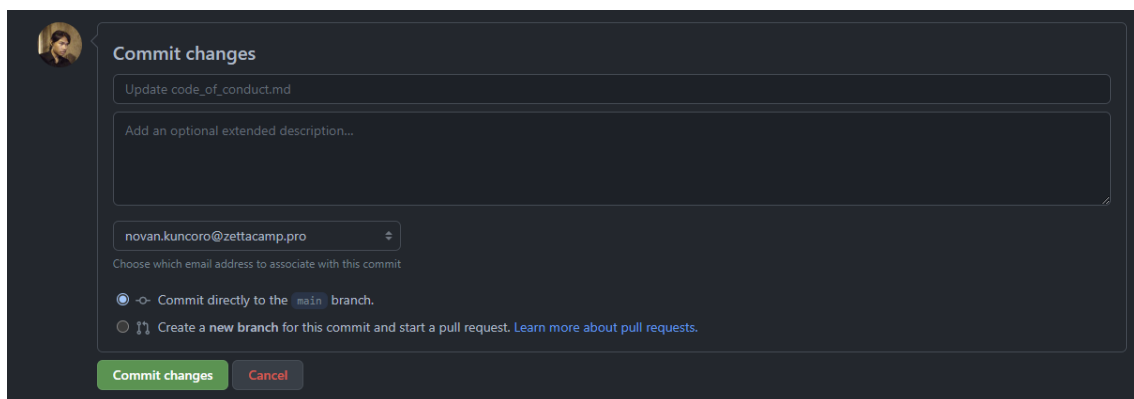 Commit changes
Update code_of_conduct.md
Add an optional extended description...
novan.kuncoro@zettacamp.pro
Choose which email address to associate with this commit
Commit directly to the main branch.
Create a new branch for this commit and start a pull request. Learn more about pull requests.
Commit changes Cancel